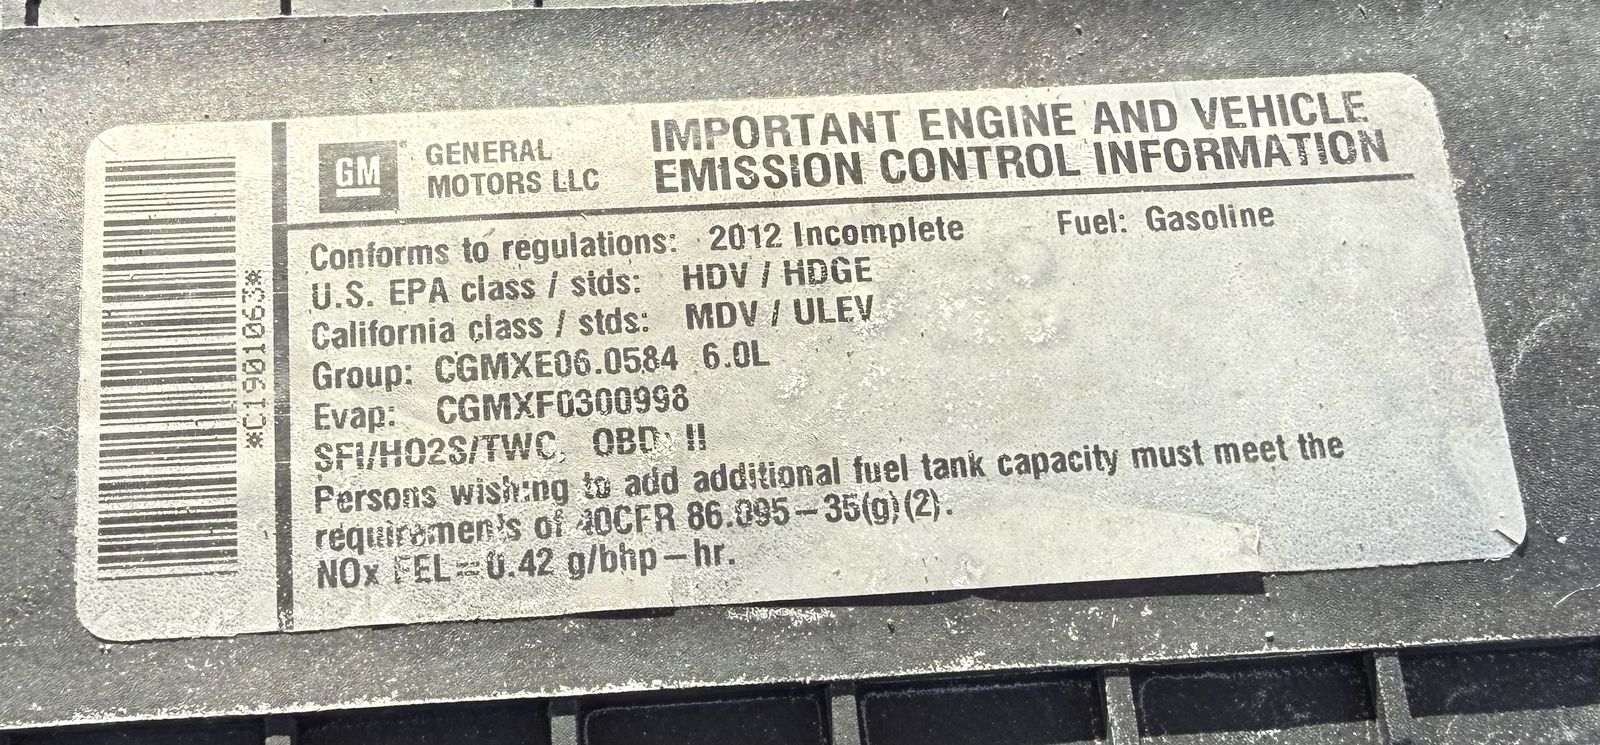 *C1901063*
GM GENERAL MOTORS LLC
IMPORTANT ENGINE AND VEHICLE
EMISSION CONTROL INFORMATION
Conforms to regulations: 2012 Incomplete Fuel: Gasoline
U.S. EPA class / stds: HDV / HDGE
California class / stds: MDV / ULEV
Group: CGMXE06.0584 6.0L
Evap: CGMXF0300998
SFI/HO2S/TWC, OBD: II
Persons wishing to add additional fuel tank capacity must meet the
requirements of 40CFR 86.095-35(g)(2).
NOx FEL=0.42 g/bhp-hr.